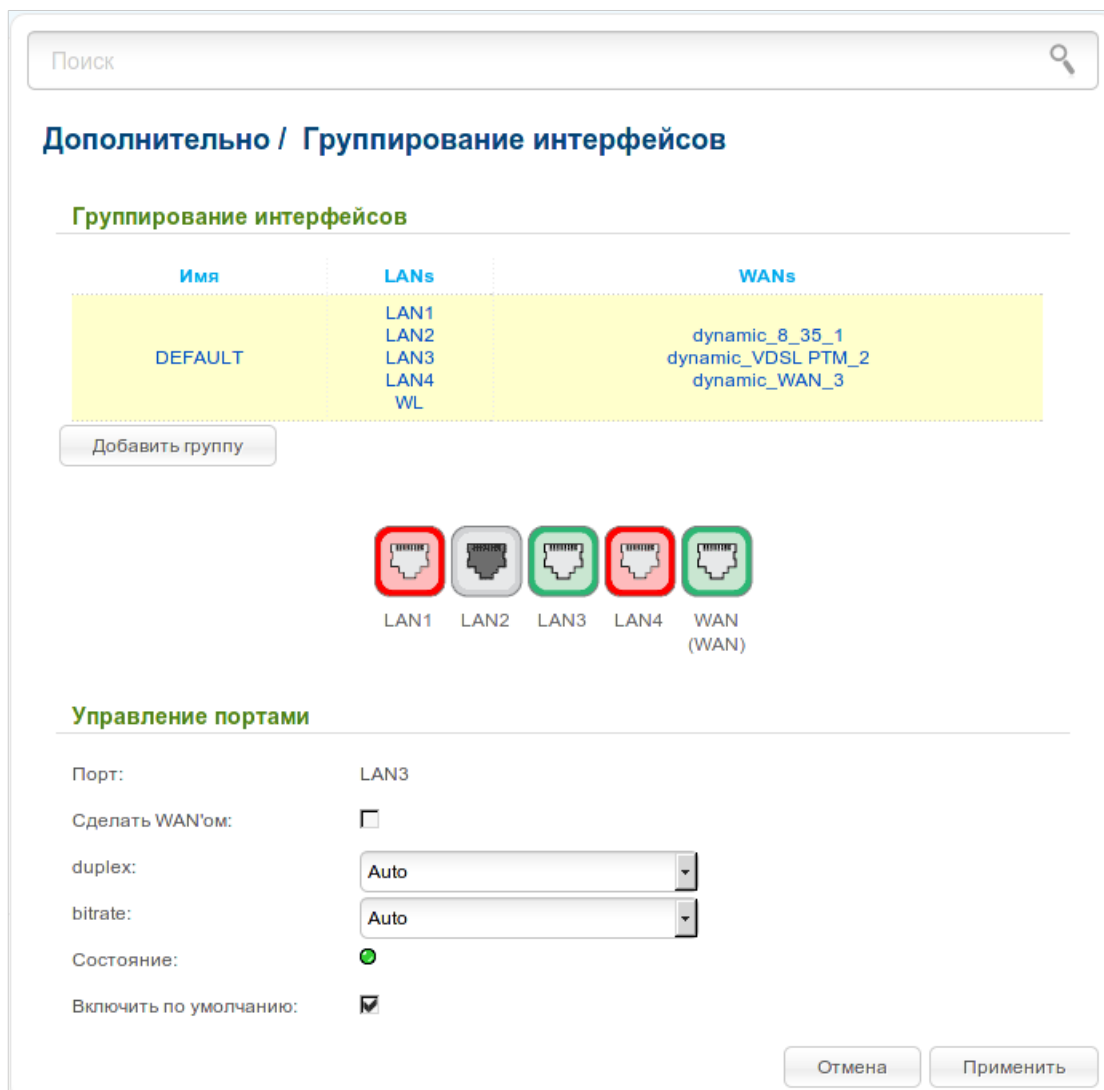 Поиск
Дополнительно / Группирование интерфейсов
Группирование интерфейсов
Имя LANs WANs
DEFAULT
LAN1
LAN2
LAN3
LAN4
WL
dynamic_8_35_1
dynamic_VDSL PTM_2
dynamic_WAN_3
Добавить группу
LAN1 LAN2 LAN3 LAN4 WAN
(WAN)
Управление портами
Порт: LAN3
Сделать WAN'ом:
duplex: Auto
bitrate: Auto
Состояние:
Включить по умолчанию:
Отмена Применить